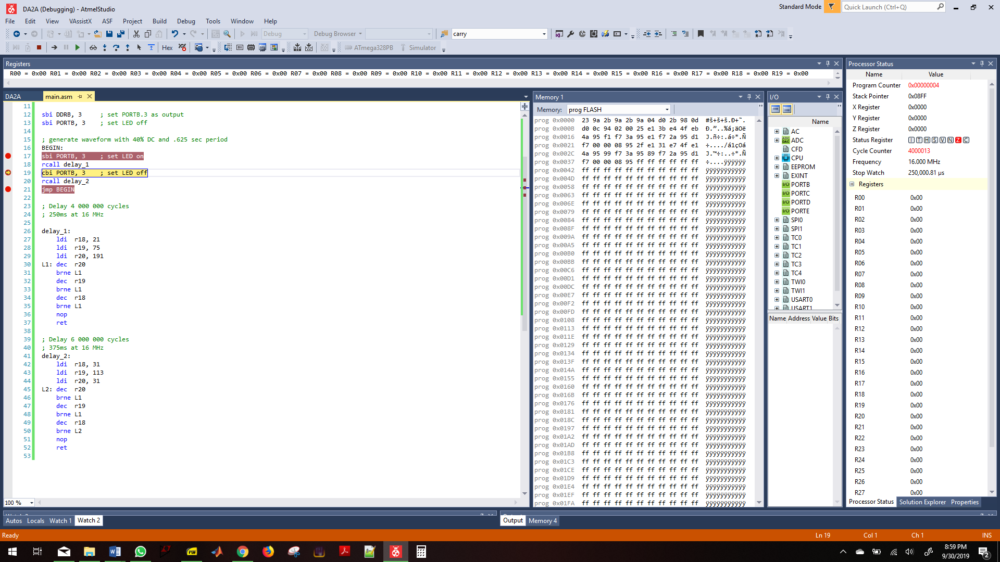 DA2A (Debugging) - AtmelStudio
Standard Mode
Quick Launch (Ctrl+Q)
File Edit View VAssistX ASF Project Build Debug Tools Window Help
Debug Debug Browser carry
Hex ATmega328PB Simulator
Registers
R00 = 0x00 R01 = 0x00 R02 = 0x00 R03 = 0x00 R04 = 0x00 R05 = 0x00 R06 = 0x00 R07 = 0x00 R08 = 0x00 R09 = 0x00 R10 = 0x00 R11 = 0x00 R12 = 0x00 R13 = 0x00 R14 = 0x00 R15 = 0x00 R16 = 0x00 R17 = 0x00 R18 = 0x00 R19 = 0x00
DA2A main.asm
11
12 sbi DDRB, 3 ; set PORTB.3 as output
13 sbi PORTB, 3 ; set LED off
14
15 ; generate waveform with 40% DC and .625 sec period
16 BEGIN:
17 sbi PORTB, 3 ; set LED on
18 rcall delay_1
19 cbi PORTB, 3 ; set LED off
20 rcall delay_2
21 jmp BEGIN
22
23 ; Delay 4 000 000 cycles
24 ; 250ms at 16 MHz
25
26 delay_1:
27 ldi r18, 21
28 ldi r19, 75
29 ldi r20, 191
30 L1: dec r20
31 brne L1
32 dec r19
33 brne L1
34 dec r18
35 brne L1
36 nop
37 ret
38
39 ; Delay 6 000 000 cycles
40 ; 375ms at 16 MHz
41 delay_2:
42 ldi r18, 31
43 ldi r19, 113
44 ldi r20, 31
45 L2: dec r20
46 brne L1
47 dec r19
48 brne L1
49 dec r18
50 brne L2
51 nop
52 ret
53
100 %
Memory 1
Memory: prog FLASH
prog 0x0000 23 9a 2b 9a 2b 9a 04 d0 2b 98 0d #š+š+š.Ð+˜.
prog 0x000B d0 0c 94 02 00 25 e1 3b e4 4f eb Ð.”..%á;äOë
prog 0x0016 4a 95 f1 f7 3a 95 e1 f7 2a 95 d1 J.ñ÷:.á÷*.Ñ
prog 0x0021 f7 00 00 08 95 2f e1 31 e7 4f e1 ÷..../á1çOá
prog 0x002C 4a 95 99 f7 3a 95 89 f7 2a 95 d1 J.™÷:..÷*.Ñ
prog 0x0037 f7 00 00 08 95 ff ff ff ff ff ff ÷....ÿÿÿÿÿÿ
prog 0x0042 ff ff ff ff ff ff ff ff ff ff ff ÿÿÿÿÿÿÿÿÿÿÿ
prog 0x004D ff ff ff ff ff ff ff ff ff ff ff ÿÿÿÿÿÿÿÿÿÿÿ
prog 0x0058 ff ff ff ff ff ff ff ff ff ff ff ÿÿÿÿÿÿÿÿÿÿÿ
prog 0x0063 ff ff ff ff ff ff ff ff ff ff ff ÿÿÿÿÿÿÿÿÿÿÿ
prog 0x006E ff ff ff ff ff ff ff ff ff ff ff ÿÿÿÿÿÿÿÿÿÿÿ
prog 0x0079 ff ff ff ff ff ff ff ff ff ff ff ÿÿÿÿÿÿÿÿÿÿÿ
prog 0x0084 ff ff ff ff ff ff ff ff ff ff ff ÿÿÿÿÿÿÿÿÿÿÿ
prog 0x008F ff ff ff ff ff ff ff ff ff ff ff ÿÿÿÿÿÿÿÿÿÿÿ
prog 0x009A ff ff ff ff ff ff ff ff ff ff ff ÿÿÿÿÿÿÿÿÿÿÿ
prog 0x00A5 ff ff ff ff ff ff ff ff ff ff ff ÿÿÿÿÿÿÿÿÿÿÿ
prog 0x00B0 ff ff ff ff ff ff ff ff ff ff ff ÿÿÿÿÿÿÿÿÿÿÿ
prog 0x00BB ff ff ff ff ff ff ff ff ff ff ff ÿÿÿÿÿÿÿÿÿÿÿ
prog 0x00C6 ff ff ff ff ff ff ff ff ff ff ff ÿÿÿÿÿÿÿÿÿÿÿ
prog 0x00D1 ff ff ff ff ff ff ff ff ff ff ff ÿÿÿÿÿÿÿÿÿÿÿ
prog 0x00DC ff ff ff ff ff ff ff ff ff ff ff ÿÿÿÿÿÿÿÿÿÿÿ
prog 0x00E7 ff ff ff ff ff ff ff ff ff ff ff ÿÿÿÿÿÿÿÿÿÿÿ
prog 0x00F2 ff ff ff ff ff ff ff ff ff ff ff ÿÿÿÿÿÿÿÿÿÿÿ
prog 0x00FD ff ff ff ff ff ff ff ff ff ff ff ÿÿÿÿÿÿÿÿÿÿÿ
prog 0x0108 ff ff ff ff ff ff ff ff ff ff ff ÿÿÿÿÿÿÿÿÿÿÿ
prog 0x0113 ff ff ff ff ff ff ff ff ff ff ff ÿÿÿÿÿÿÿÿÿÿÿ
prog 0x011E ff ff ff ff ff ff ff ff ff ff ff ÿÿÿÿÿÿÿÿÿÿÿ
prog 0x0129 ff ff ff ff ff ff ff ff ff ff ff ÿÿÿÿÿÿÿÿÿÿÿ
prog 0x0134 ff ff ff ff ff ff ff ff ff ff ff ÿÿÿÿÿÿÿÿÿÿÿ
prog 0x013F ff ff ff ff ff ff ff ff ff ff ff ÿÿÿÿÿÿÿÿÿÿÿ
prog 0x014A ff ff ff ff ff ff ff ff ff ff ff ÿÿÿÿÿÿÿÿÿÿÿ
prog 0x0155 ff ff ff ff ff ff ff ff ff ff ff ÿÿÿÿÿÿÿÿÿÿÿ
prog 0x0160 ff ff ff ff ff ff ff ff ff ff ff ÿÿÿÿÿÿÿÿÿÿÿ
prog 0x016B ff ff ff ff ff ff ff ff ff ff ff ÿÿÿÿÿÿÿÿÿÿÿ
prog 0x0176 ff ff ff ff ff ff ff ff ff ff ff ÿÿÿÿÿÿÿÿÿÿÿ
prog 0x0181 ff ff ff ff ff ff ff ff ff ff ff ÿÿÿÿÿÿÿÿÿÿÿ
prog 0x018C ff ff ff ff ff ff ff ff ff ff ff ÿÿÿÿÿÿÿÿÿÿÿ
prog 0x0197 ff ff ff ff ff ff ff ff ff ff ff ÿÿÿÿÿÿÿÿÿÿÿ
prog 0x01A2 ff ff ff ff ff ff ff ff ff ff ff ÿÿÿÿÿÿÿÿÿÿÿ
prog 0x01AD ff ff ff ff ff ff ff ff ff ff ff ÿÿÿÿÿÿÿÿÿÿÿ
prog 0x01B8 ff ff ff ff ff ff ff ff ff ff ff ÿÿÿÿÿÿÿÿÿÿÿ
prog 0x01C3 ff ff ff ff ff ff ff ff ff ff ff ÿÿÿÿÿÿÿÿÿÿÿ
prog 0x01CE ff ff ff ff ff ff ff ff ff ff ff ÿÿÿÿÿÿÿÿÿÿÿ
prog 0x01D9 ff ff ff ff ff ff ff ff ff ff ff ÿÿÿÿÿÿÿÿÿÿÿ
prog 0x01E4 ff ff ff ff ff ff ff ff ff ff ff ÿÿÿÿÿÿÿÿÿÿÿ
prog 0x01EF ff ff ff ff ff ff ff ff ff ff ff ÿÿÿÿÿÿÿÿÿÿÿ
prog 0x01FA ff ff ff ff ff ff ff ff ff ff ff ÿÿÿÿÿÿÿÿÿÿÿ
I/O
Name
AC
ADC
CFD
CPU
EEPROM
EXINT
PORTB
PORTC
PORTD
PORTE
SPI0
SPI1
TC0
TC1
TC2
TC3
TC4
TWI0
TWI1
USART0
USART1
Name Address Value Bits
Processor Status
Name Value
Program Counter 0x00000004
Stack Pointer 0x08FF
X Register 0x0000
Y Register 0x0000
Z Register 0x0000
Status Register I T H S V N Z C
Cycle Counter 4000013
Frequency 16.000 MHz
Stop Watch 250,000.81 µs
Registers
R00 0x00
R01 0x00
R02 0x00
R03 0x00
R04 0x00
R05 0x00
R06 0x00
R07 0x00
R08 0x00
R09 0x00
R10 0x00
R11 0x00
R12 0x00
R13 0x00
R14 0x00
R15 0x00
R16 0x00
R17 0x00
R18 0x00
R19 0x00
R20 0x00
R21 0x00
R22 0x00
R23 0x00
R24 0x00
R25 0x00
R26 0x00
R27 0x00
Processor Status Solution Explorer Properties
Autos Locals Watch 1 Watch 2
Output Memory 4
Ready Ln 19 Col 1 Ch 1 INS
8:59 PM
9/30/2019
2